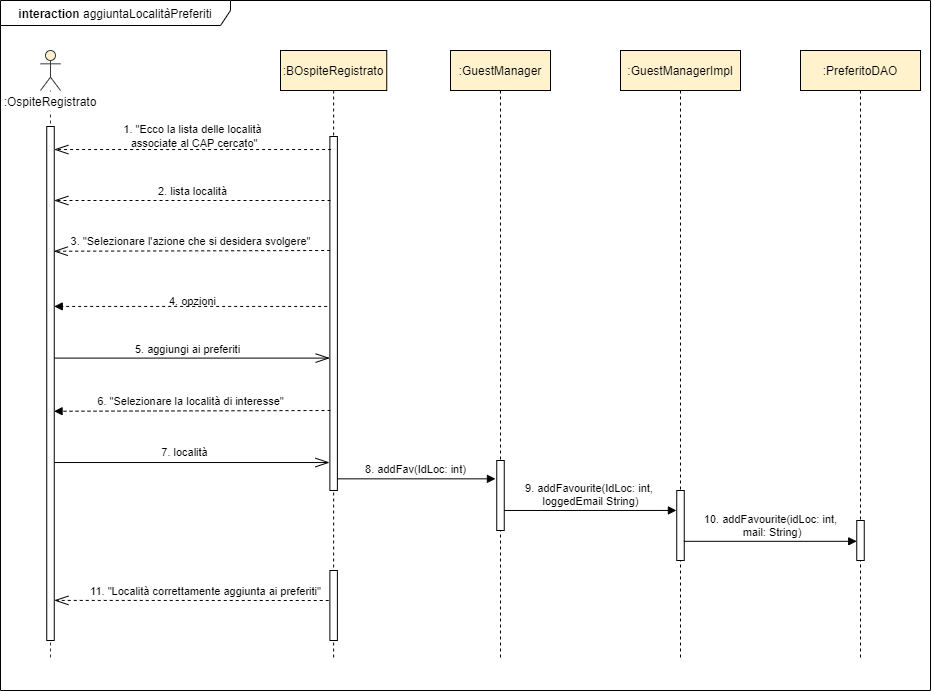 interaction aggiuntaLocalitàPreferiti
:OspiteRegistrato
:BOspiteRegistrato
:GuestManager
:GuestManagerImpl
:PreferitoDAO
1. "Ecco la lista delle località
associate al CAP cercato"
2. lista località
3. "Selezionare l'azione che si desidera svolgere"
4. opzioni
5. aggiungi ai preferiti
6. "Selezionare la località di interesse"
7. località
8. addFav(IdLoc: int)
9. addFavourite(IdLoc: int,
loggedEmail String)
10. addFavourite(idLoc: int,
mail: String)
11. "Località correttamente aggiunta ai preferiti"